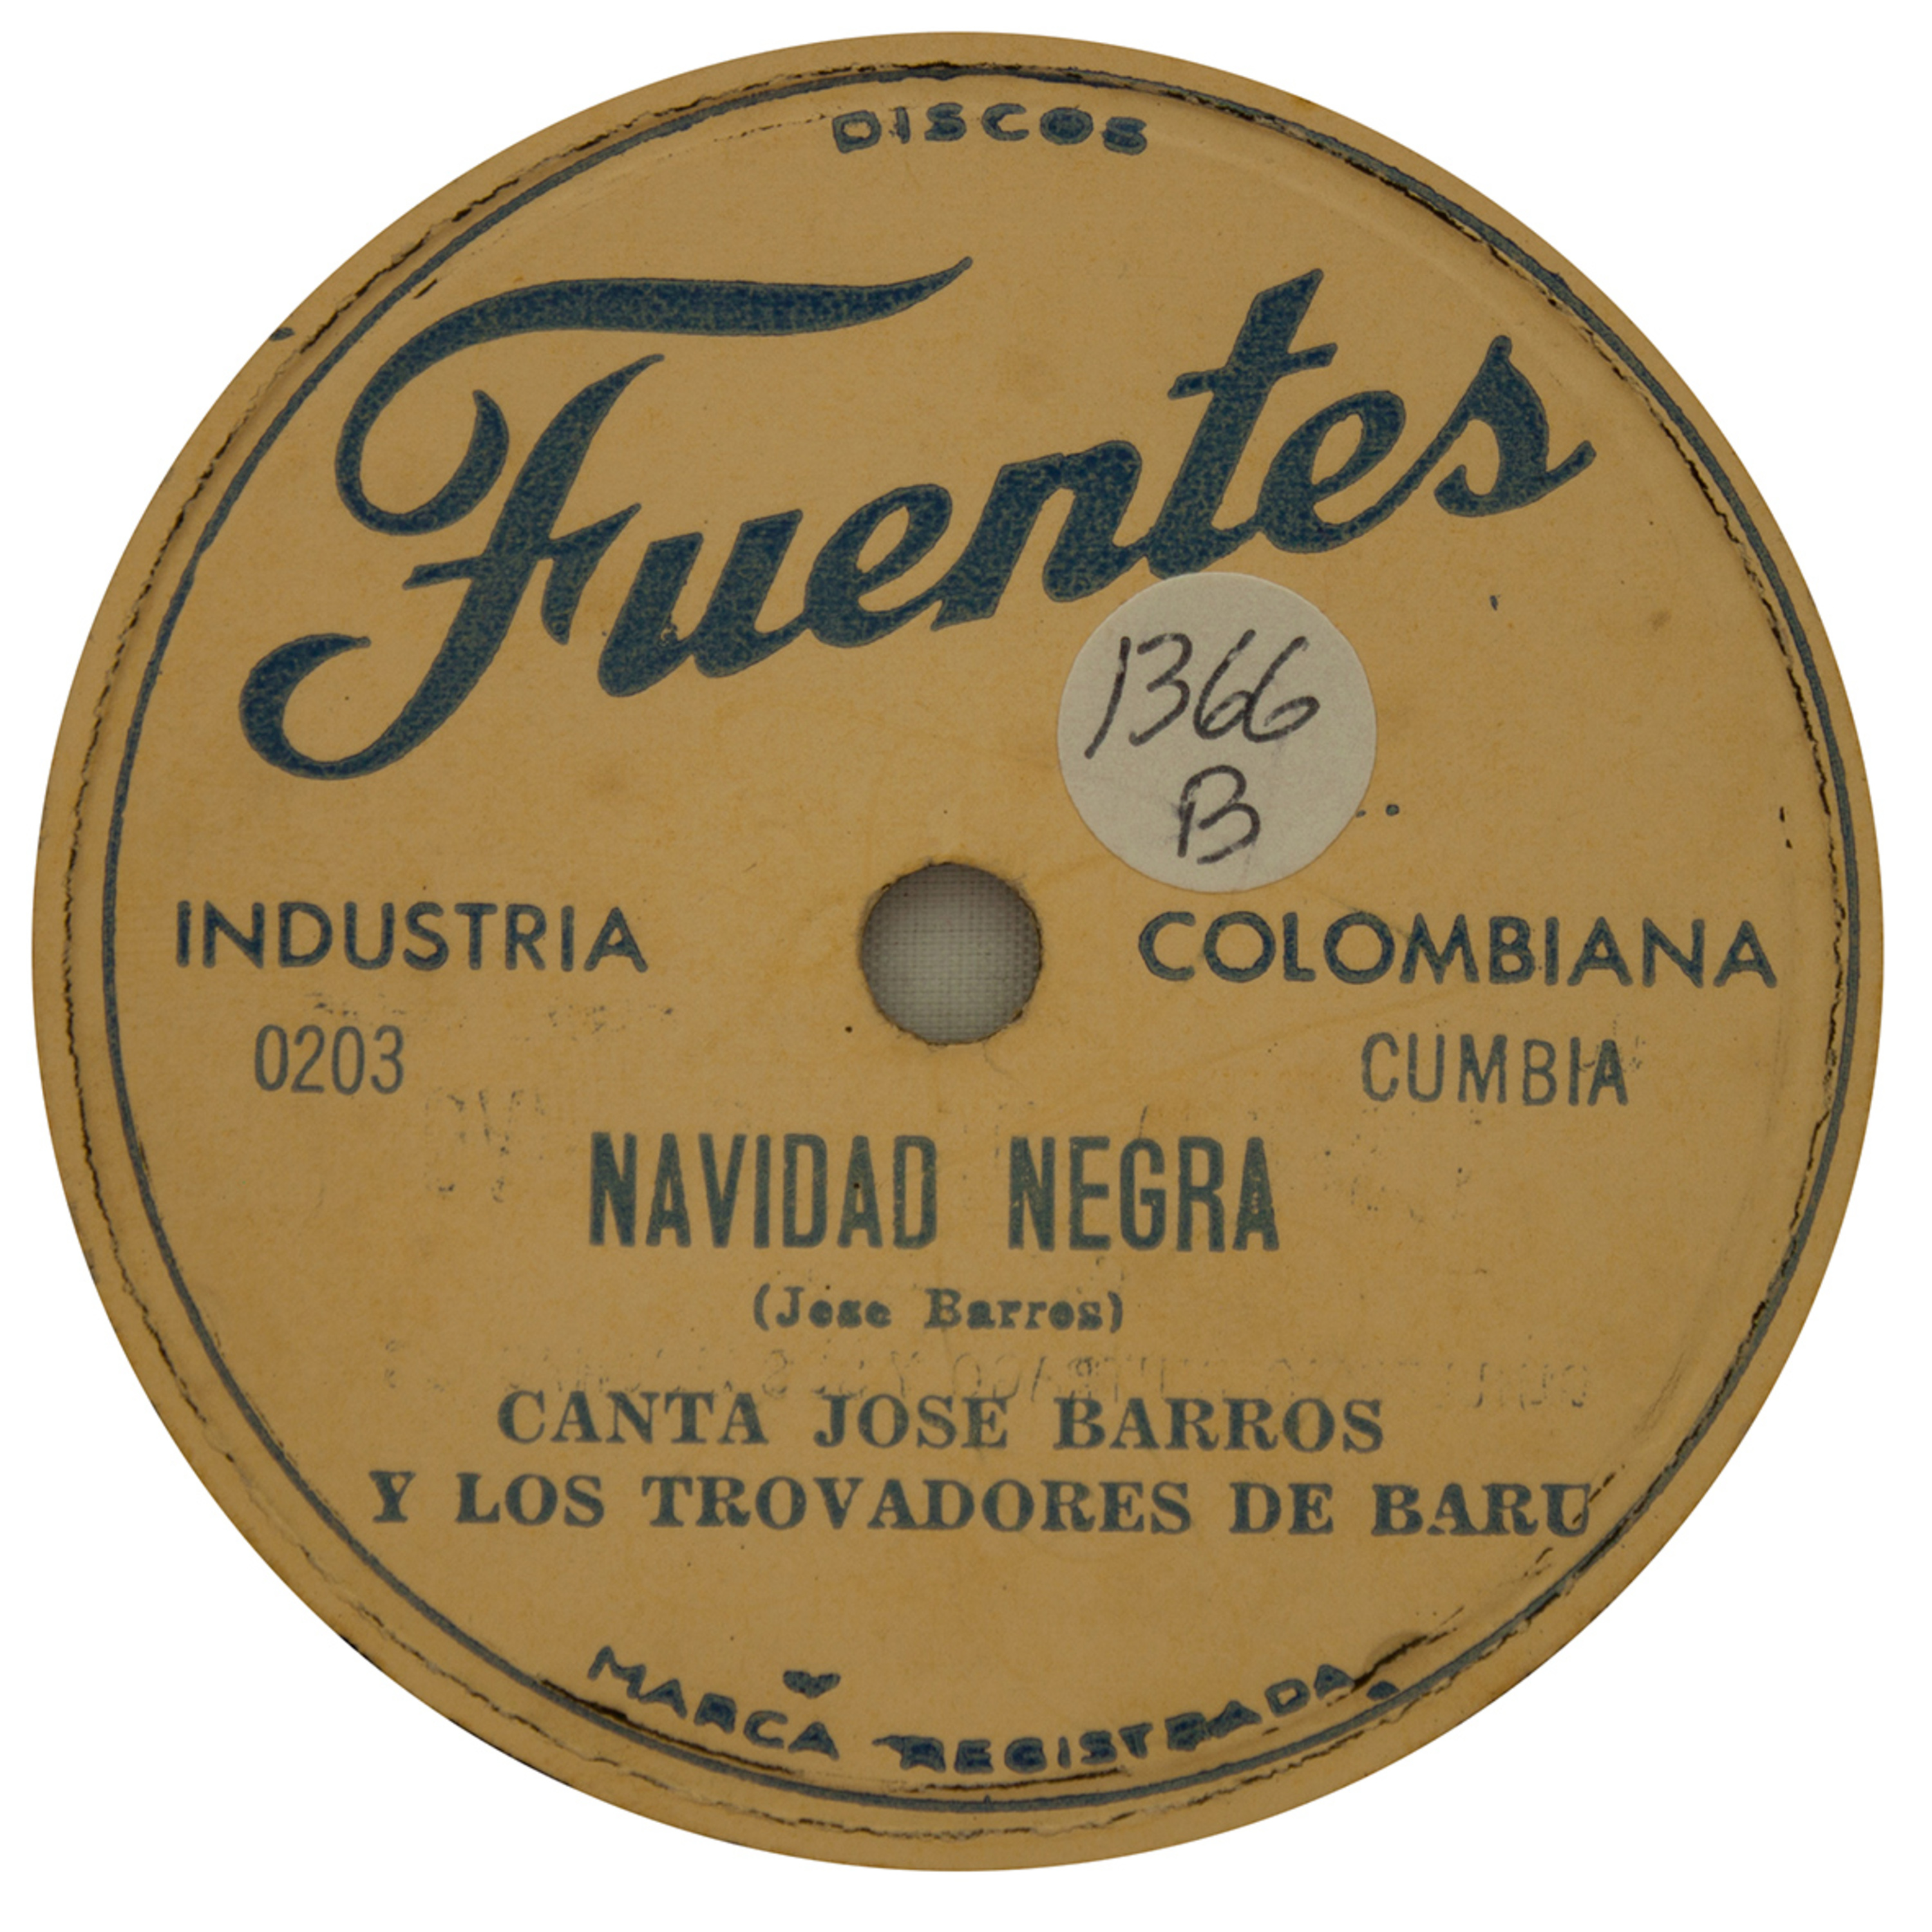 DISCOS
Fuentes
1366
B
INDUSTRIA COLOMBIANA
0203 CUMBIA
NAVIDAD NEGRA
(Jose Barros)
CANTA JOSE BARROS
Y LOS TROVADORES DE BARU
MARCA REGISTRADA